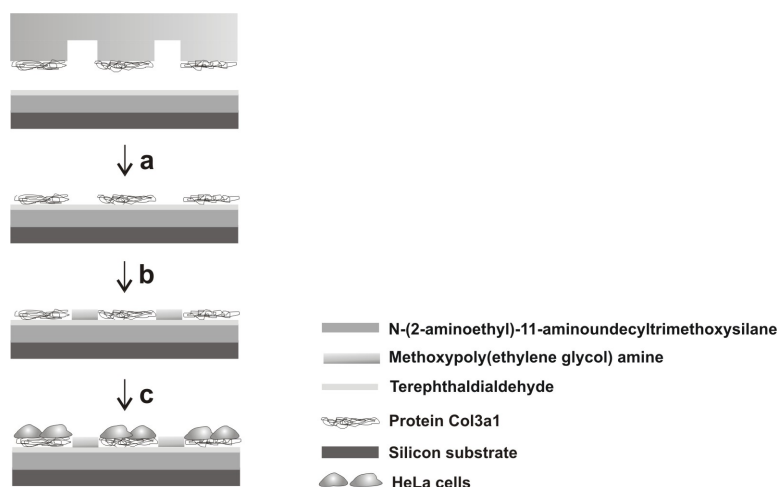 a
b
c
N-(2-aminoethyl)-11-aminoundecyltrimethoxysilane
Methoxypoly(ethylene glycol) amine
Terephthaldialdehyde
Protein Col3a1
Silicon substrate
HeLa cells